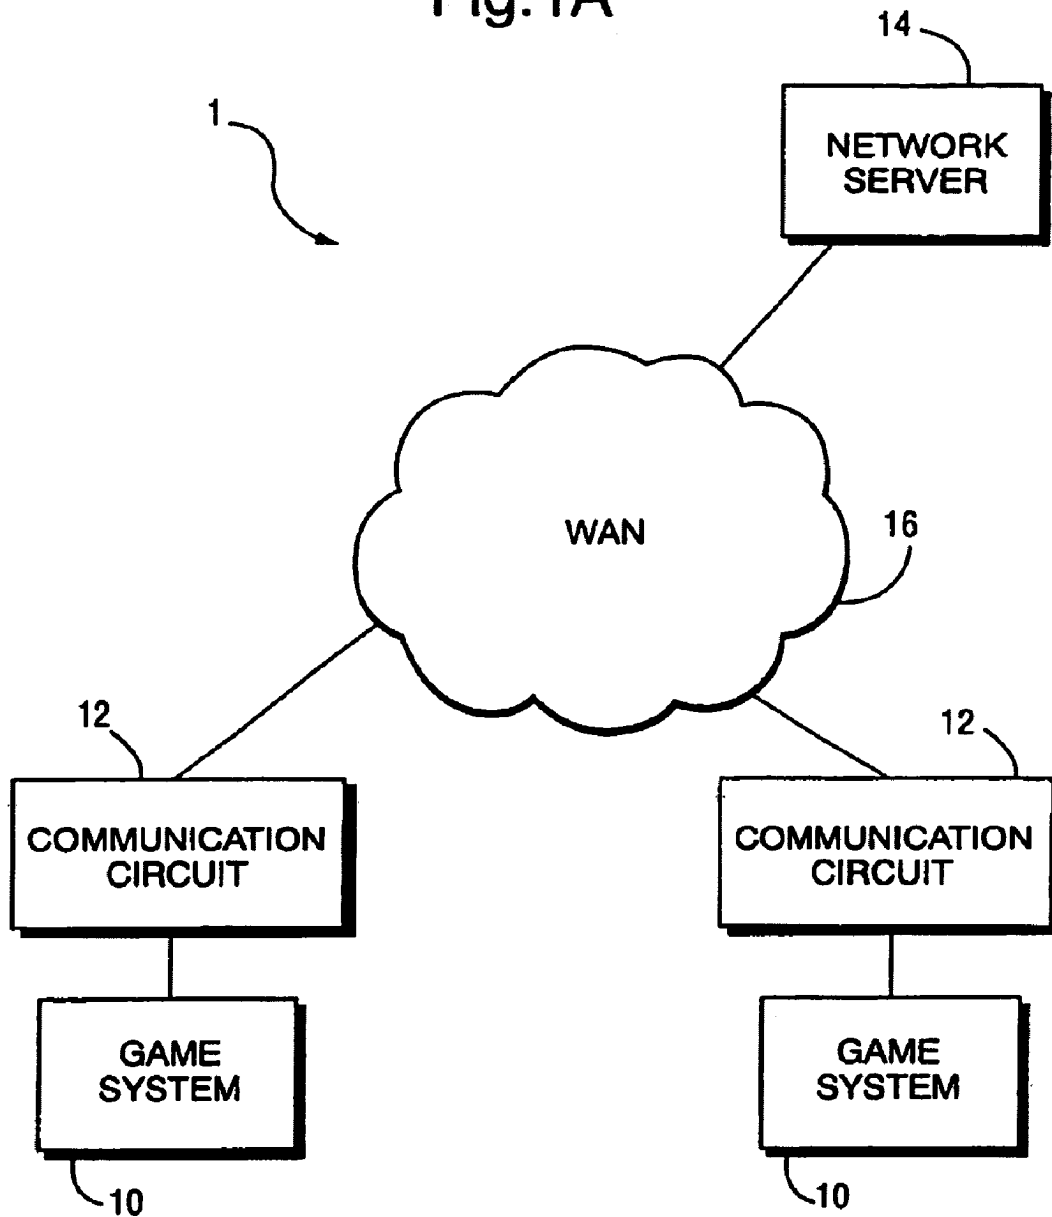 Fig.1A
14
1
NETWORK
SERVER
WAN
16
12
12
COMMUNICATION
CIRCUIT
COMMUNICATION
CIRCUIT
GAME
SYSTEM
GAME
SYSTEM
10
10